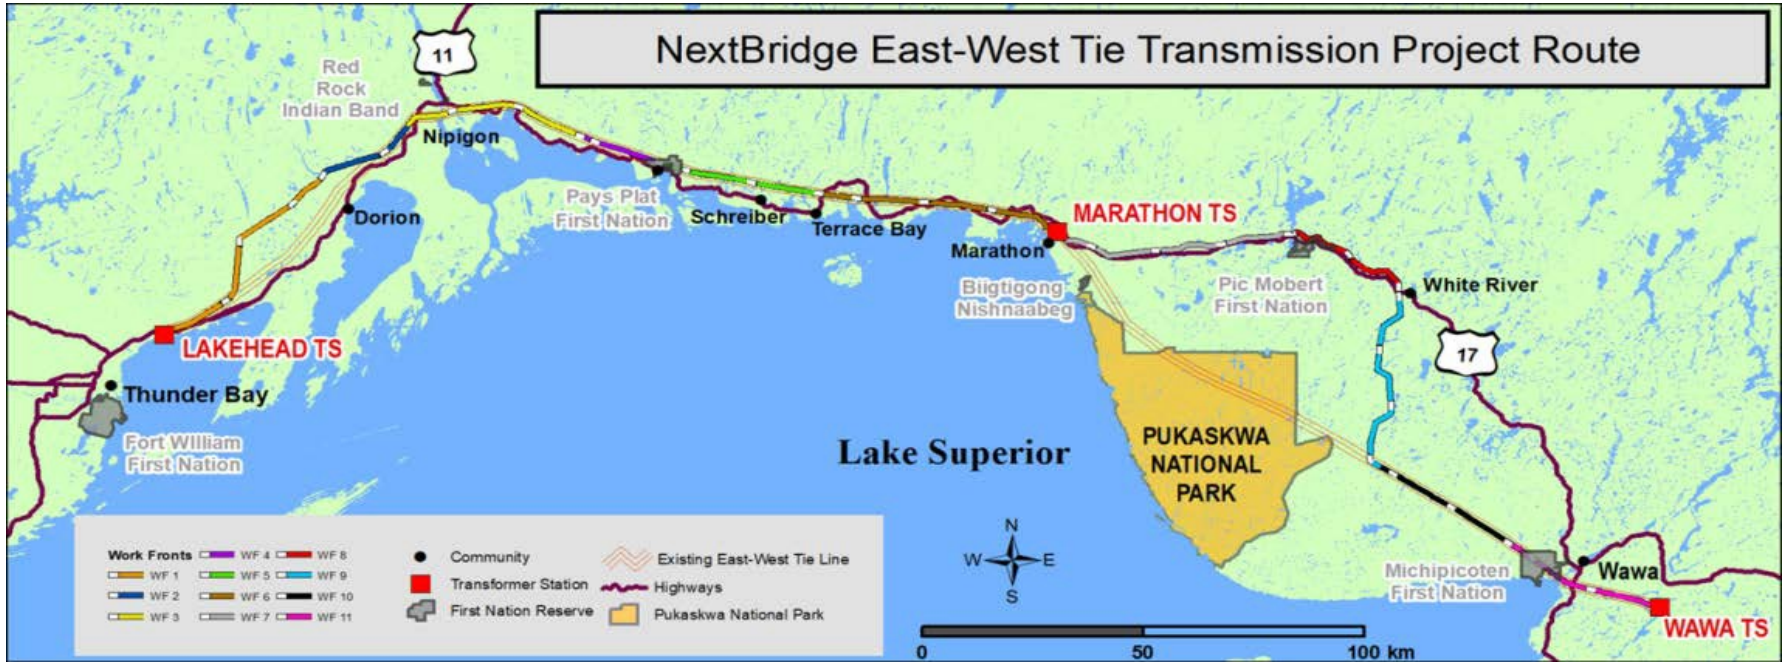 NextBridge East-West Tie Transmission Project Route
11
Red
Rock
Indian Band
Nipigon
Dorion
Pays Plat
First Nation
Schreiber
Terrace Bay
MARATHON TS
Marathon
Biigtigong
Nishnaabeg
Pic Mobert
First Nation
White River
17
LAKEHEAD TS
Thunder Bay
Fort William
First Nation
Lake Superior
PUKASKWA
NATIONAL
PARK
Michipicoten
First Nation
Wawa
WAWA TS
N
W E
S
0 50 100 km
Work Fronts
WF 1
WF 2
WF 3
WF 4
WF 5
WF 6
WF 7
WF 8
WF 9
WF 10
WF 11
Community
Transformer Station
First Nation Reserve
Existing East-West Tie Line
Highways
Pukaskwa National Park